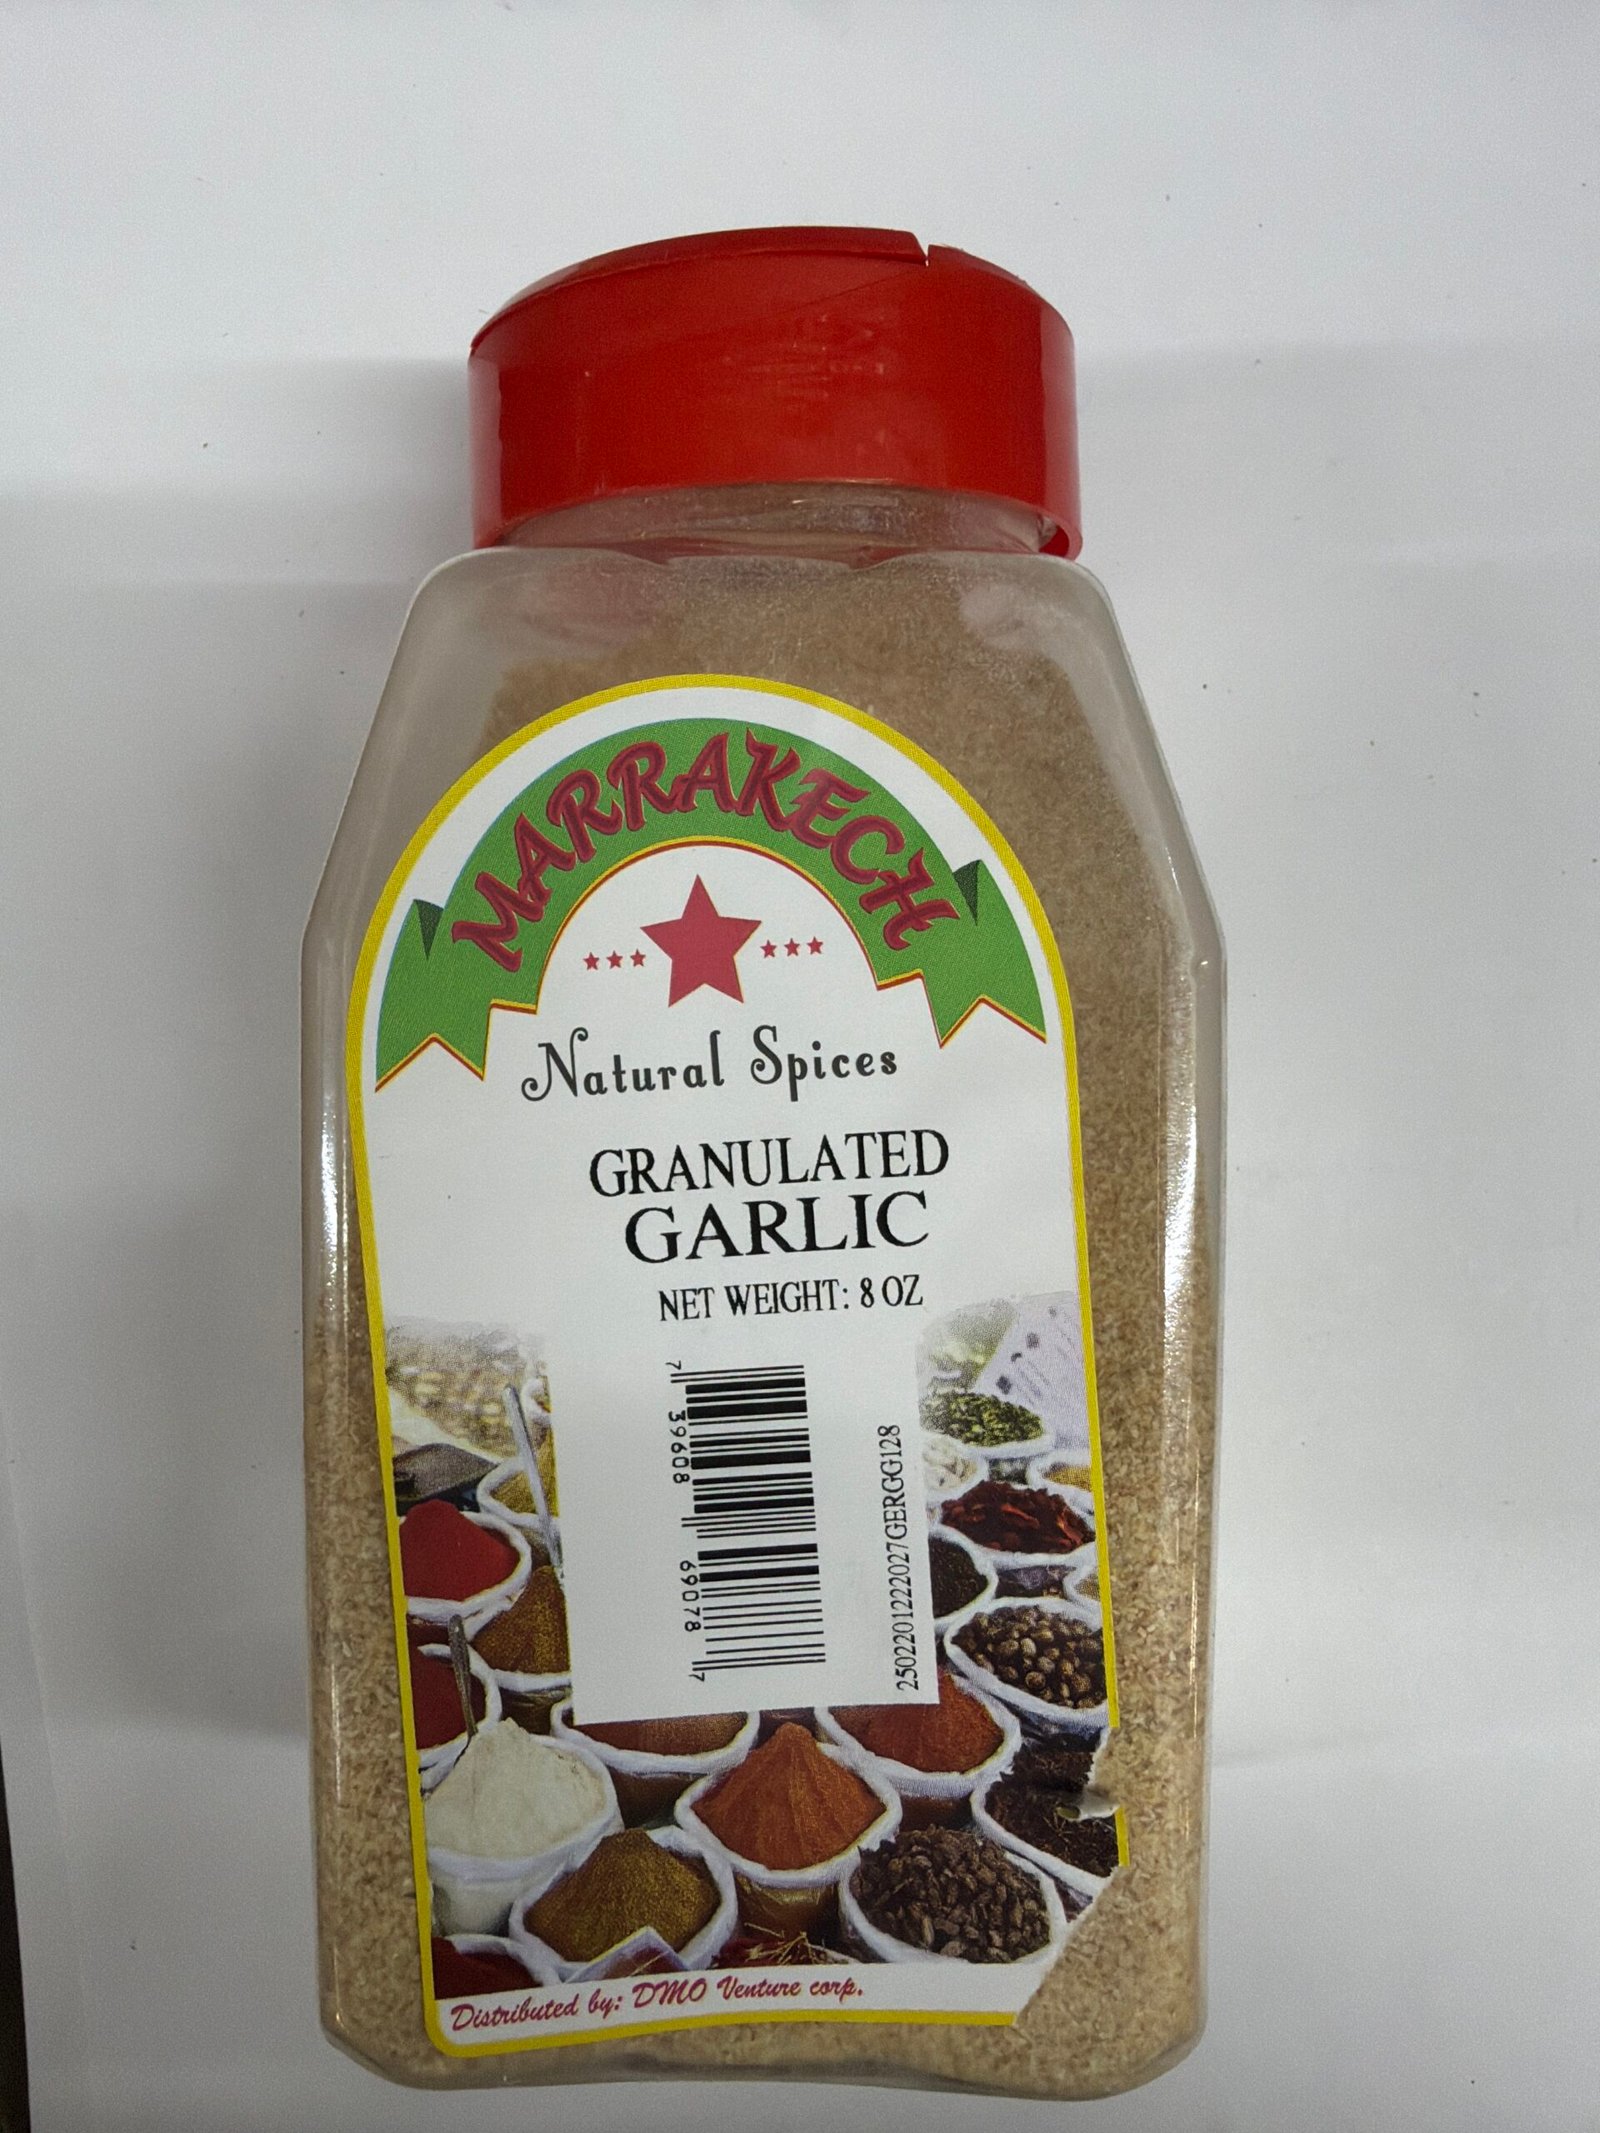 MARRAKECH
Natural Spices
GRANULATED
GARLIC
NET WEIGHT: 8 OZ
7 39608 69078 7
2502201222027GERGG128
Distributed by: DMO Venture corp.